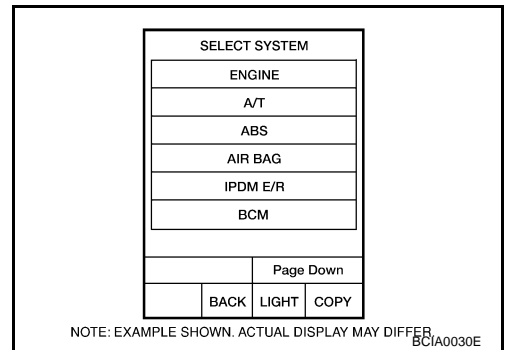 SELECT SYSTEM
ENGINE
A/T
ABS
AIR BAG
IPDM E/R
BCM
Page Down
BACK LIGHT COPY
NOTE: EXAMPLE SHOWN. ACTUAL DISPLAY MAY DIFFER.
BCIA0030E